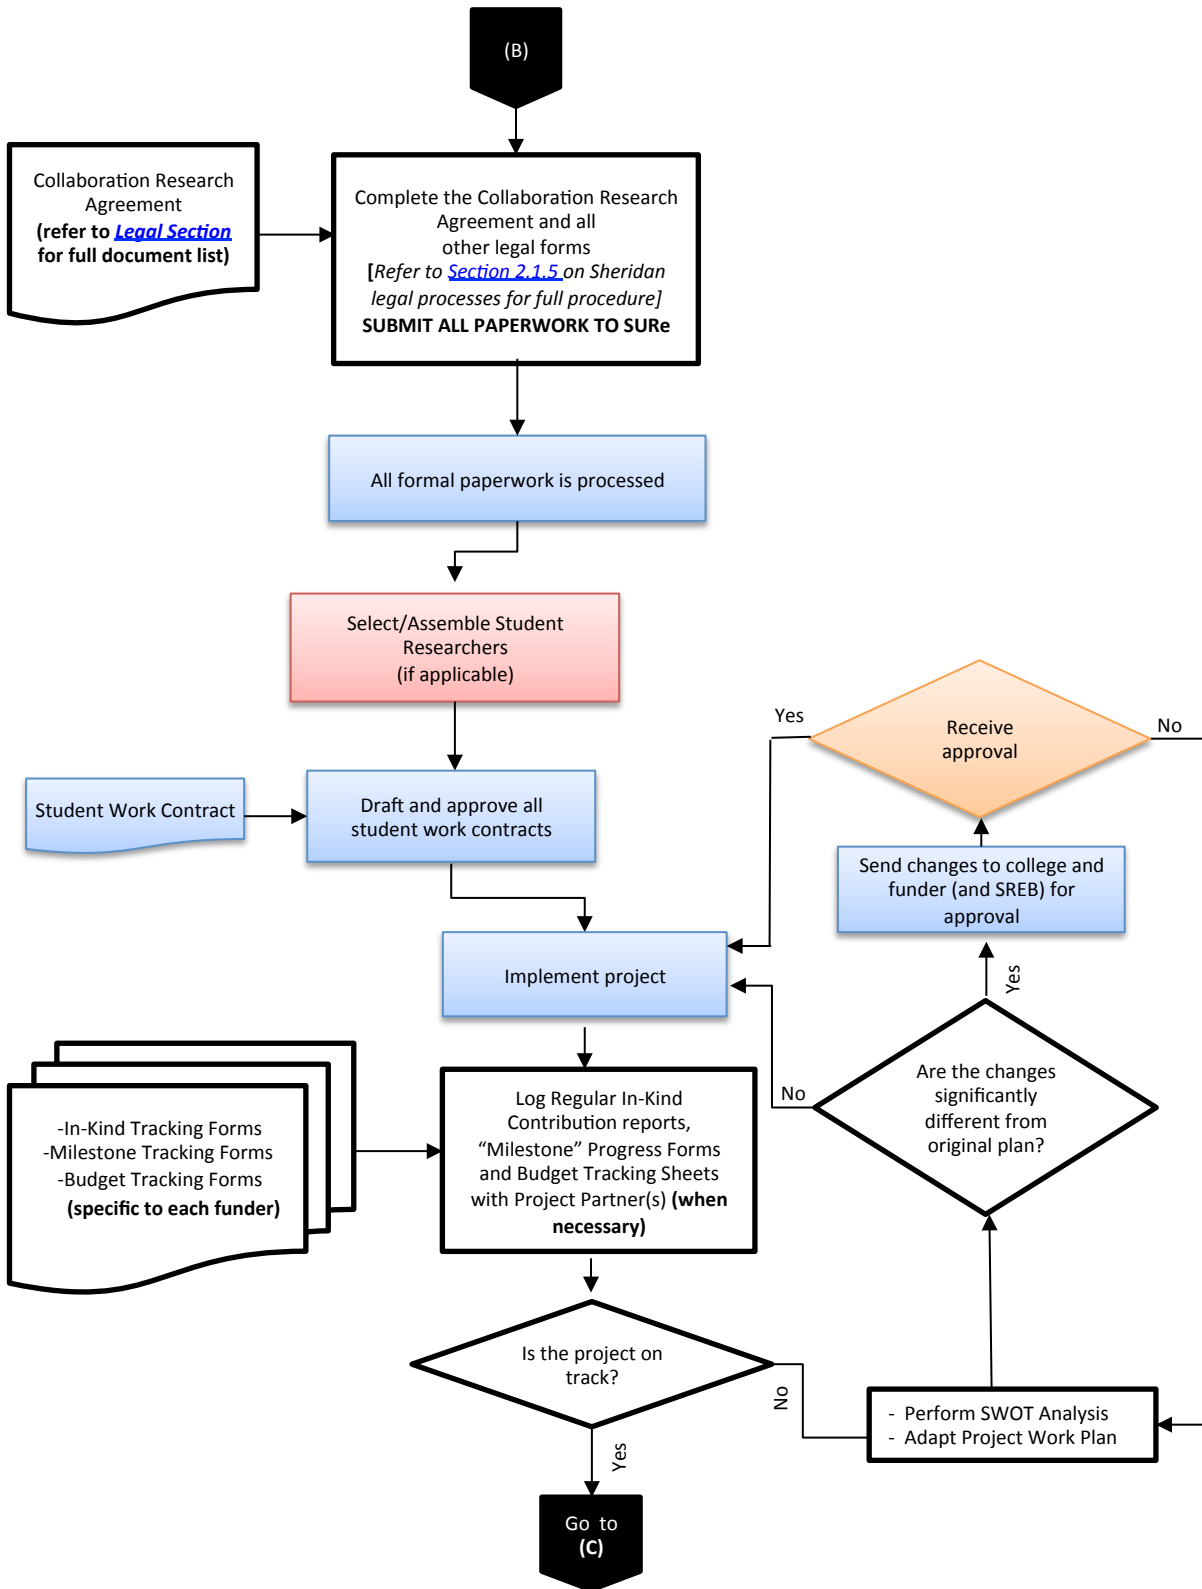 (B)
Collaboration Research
Agreement
(refer to Legal Section
for full document list)
Complete the Collaboration Research
Agreement and all
other legal forms
[Refer to Section 2.1.5 on Sheridan
legal processes for full procedure]
SUBMIT ALL PAPERWORK TO SURe
All formal paperwork is processed
Select/Assemble Student
Researchers
(if applicable)
Yes
Receive
approval
No
Student Work Contract
Draft and approve all
student work contracts
Send changes to college and
funder (and SREB) for
approval
Yes
Implement project
Are the changes
significantly
different from
original plan?
No
-In-Kind Tracking Forms
-Milestone Tracking Forms
-Budget Tracking Forms
(specific to each funder)
Log Regular In-Kind
Contribution reports,
“Milestone” Progress Forms
and Budget Tracking Sheets
with Project Partner(s) (when
necessary)
Is the project on
track?
No
- Perform SWOT Analysis
- Adapt Project Work Plan
Yes
Go to
(C)